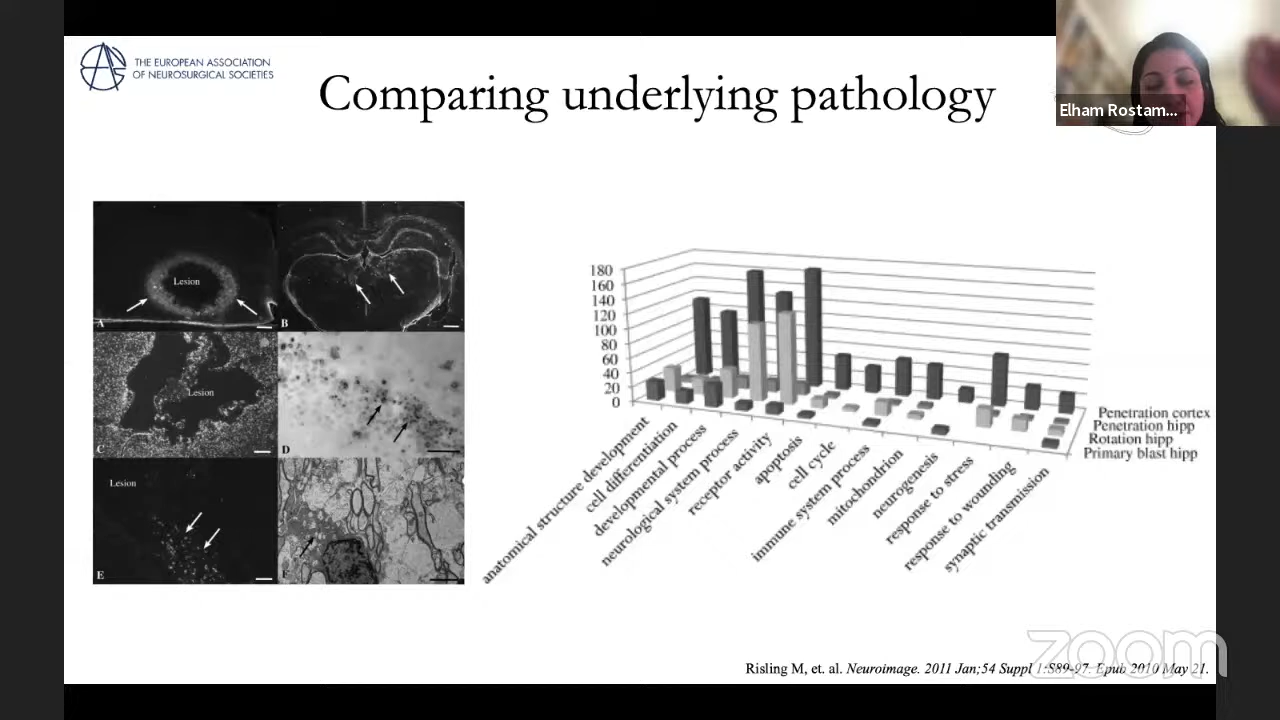 THE EUROPEAN ASSOCIATION
OF NEUROSURGICAL SOCIETIES
Comparing underlying pathology
Elham Rostam...
Lesion
A
B
Lesion
C
D
Lesion
E
F
180
160
140
120
100
80
60
40
20
0
anatomical structure development
cell differentiation
developmental process
neurological system process
receptor activity
apoptosis
cell cycle
immune system process
mitochondrion
neurogenesis
response to stress
response to wounding
synaptic transmission
Penetration cortex
Penetration hipp
Rotation hipp
Primary blast hipp
Risling M, et. al. Neuroimage. 2011 Jan;54 Suppl 1:S89-97. Epub 2010 May 21.
zoom